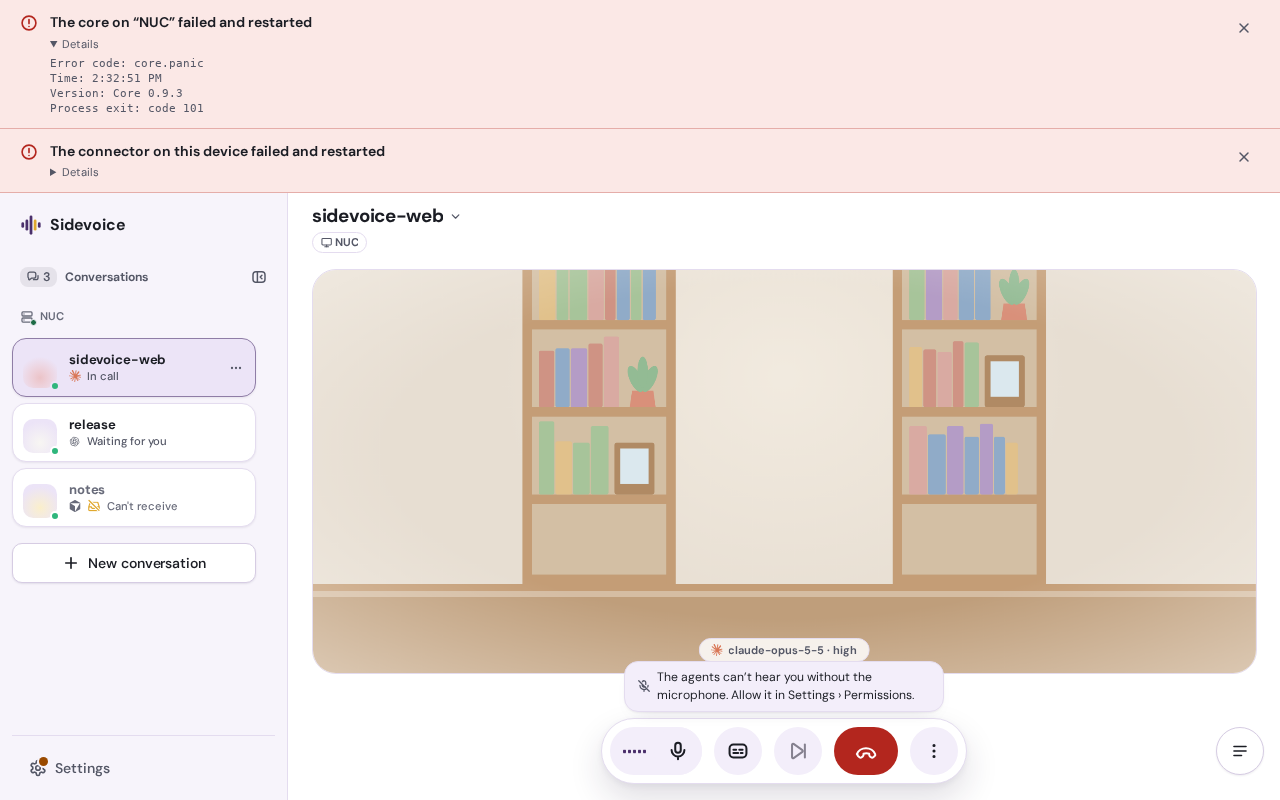 The core on “NUC” failed and restarted
Details
Error code: core.panic
Time: 2:32:51 PM
Version: Core 0.9.3
Process exit: code 101
The connector on this device failed and restarted
Details
Sidevoice
3 Conversations
NUC
sidevoice-web
In call
release
Waiting for you
notes
Can't receive
New conversation
Settings
sidevoice-web
NUC
claude-opus-5-5 · high
The agents can’t hear you without the
microphone. Allow it in Settings › Permissions.